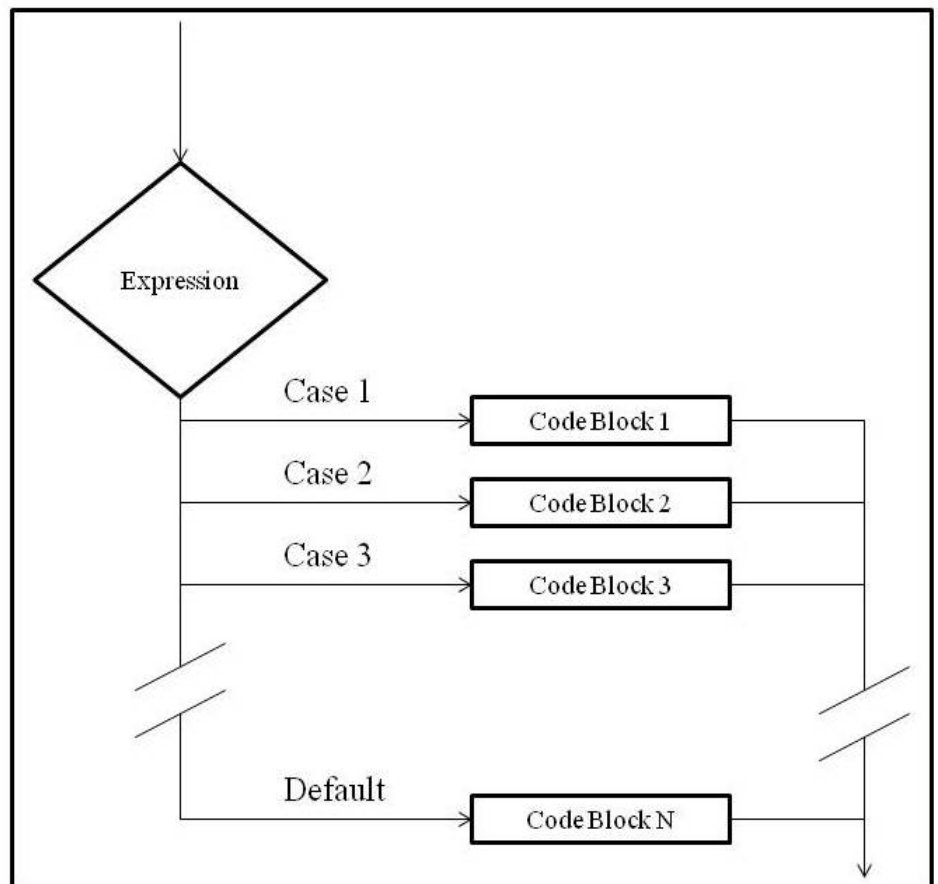 Expression
Case 1
Code Block 1
Case 2
Code Block 2
Case 3
Code Block 3
Default
Code Block N